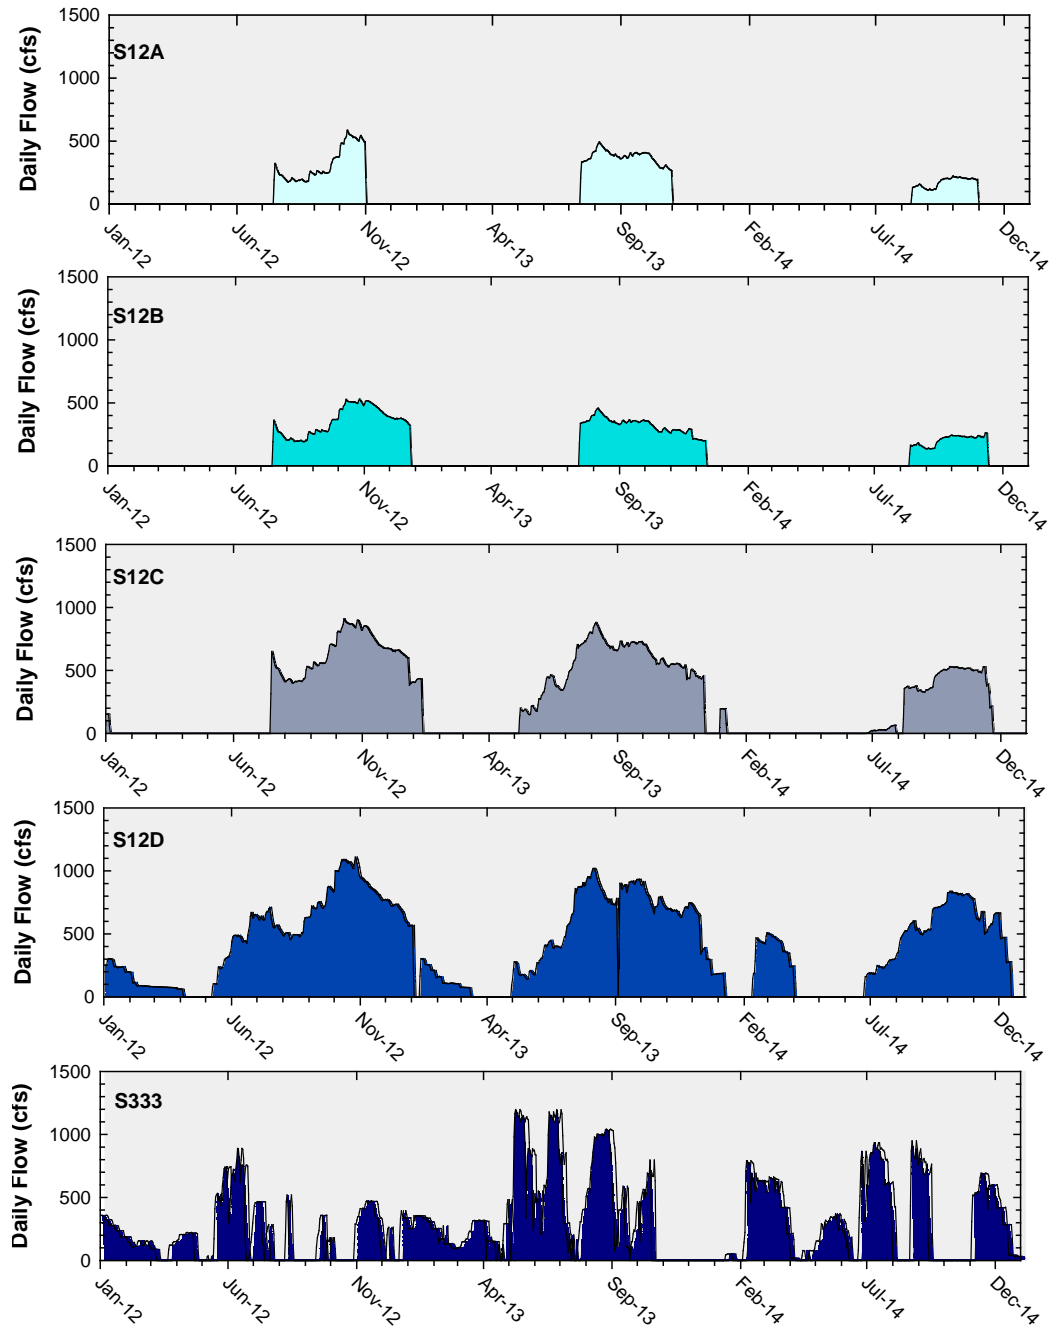 1500
S12A
1000
Daily Flow (cfs)
500
0
Jan-12 Jun-12 Nov-12 Apr-13 Sep-13 Feb-14 Jul-14 Dec-14
1500
S12B
1000
Daily Flow (cfs)
500
0
Jan-12 Jun-12 Nov-12 Apr-13 Sep-13 Feb-14 Jul-14 Dec-14
1500
S12C
1000
Daily Flow (cfs)
500
0
Jan-12 Jun-12 Nov-12 Apr-13 Sep-13 Feb-14 Jul-14 Dec-14
1500
S12D
1000
Daily Flow (cfs)
500
0
Jan-12 Jun-12 Nov-12 Apr-13 Sep-13 Feb-14 Jul-14 Dec-14
1500
S333
1000
Daily Flow (cfs)
500
0
Jan-12 Jun-12 Nov-12 Apr-13 Sep-13 Feb-14 Jul-14 Dec-14